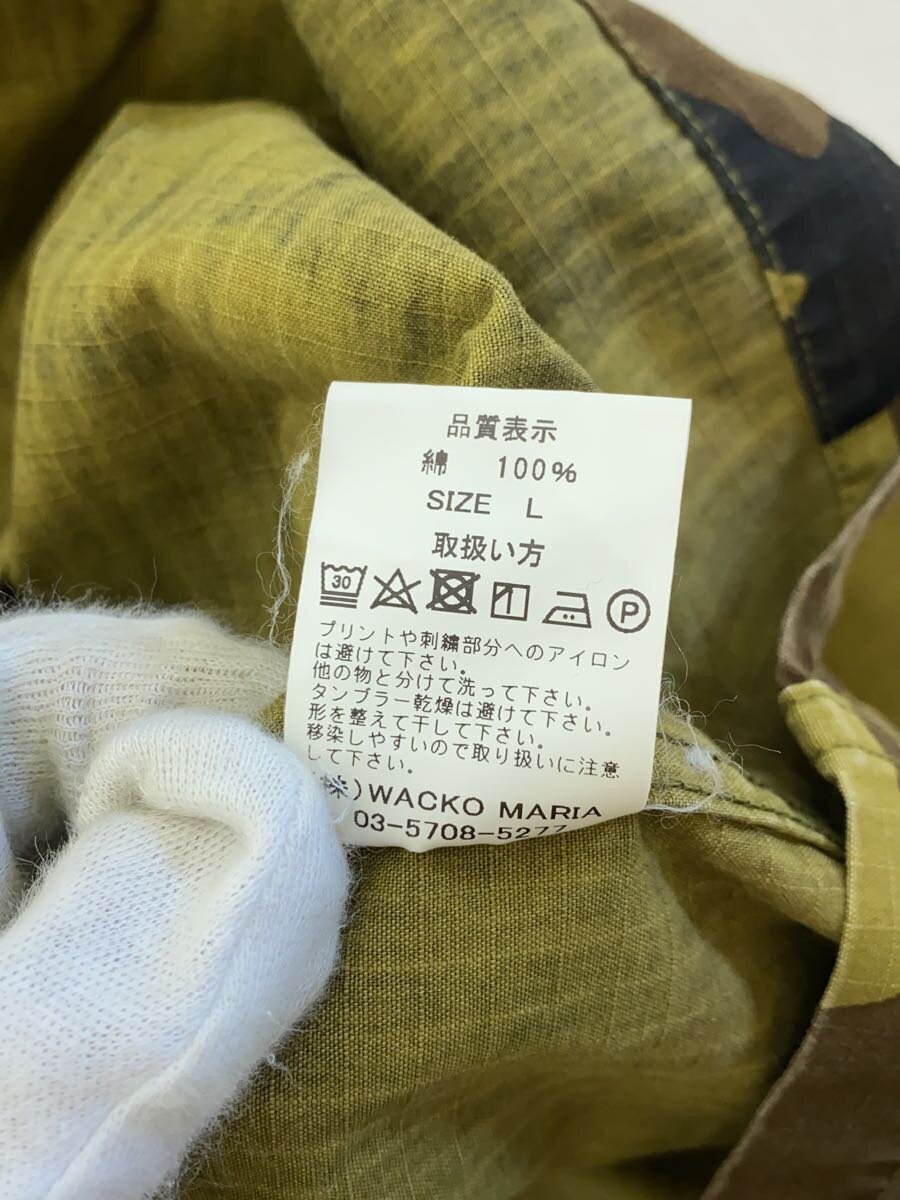 品質表示
綿 100%
SIZE L
取扱い方
30 P
プリントや刺繍部分へのアイロン
は避けて下さい。
他の物と分けて洗って下さい。
タンブラー乾燥は避けて下さい。
形を整えて干して下さい。
移染しやすいので取り扱いに注意
して下さい。
(株)WACKO MARIA
03-5708-5277